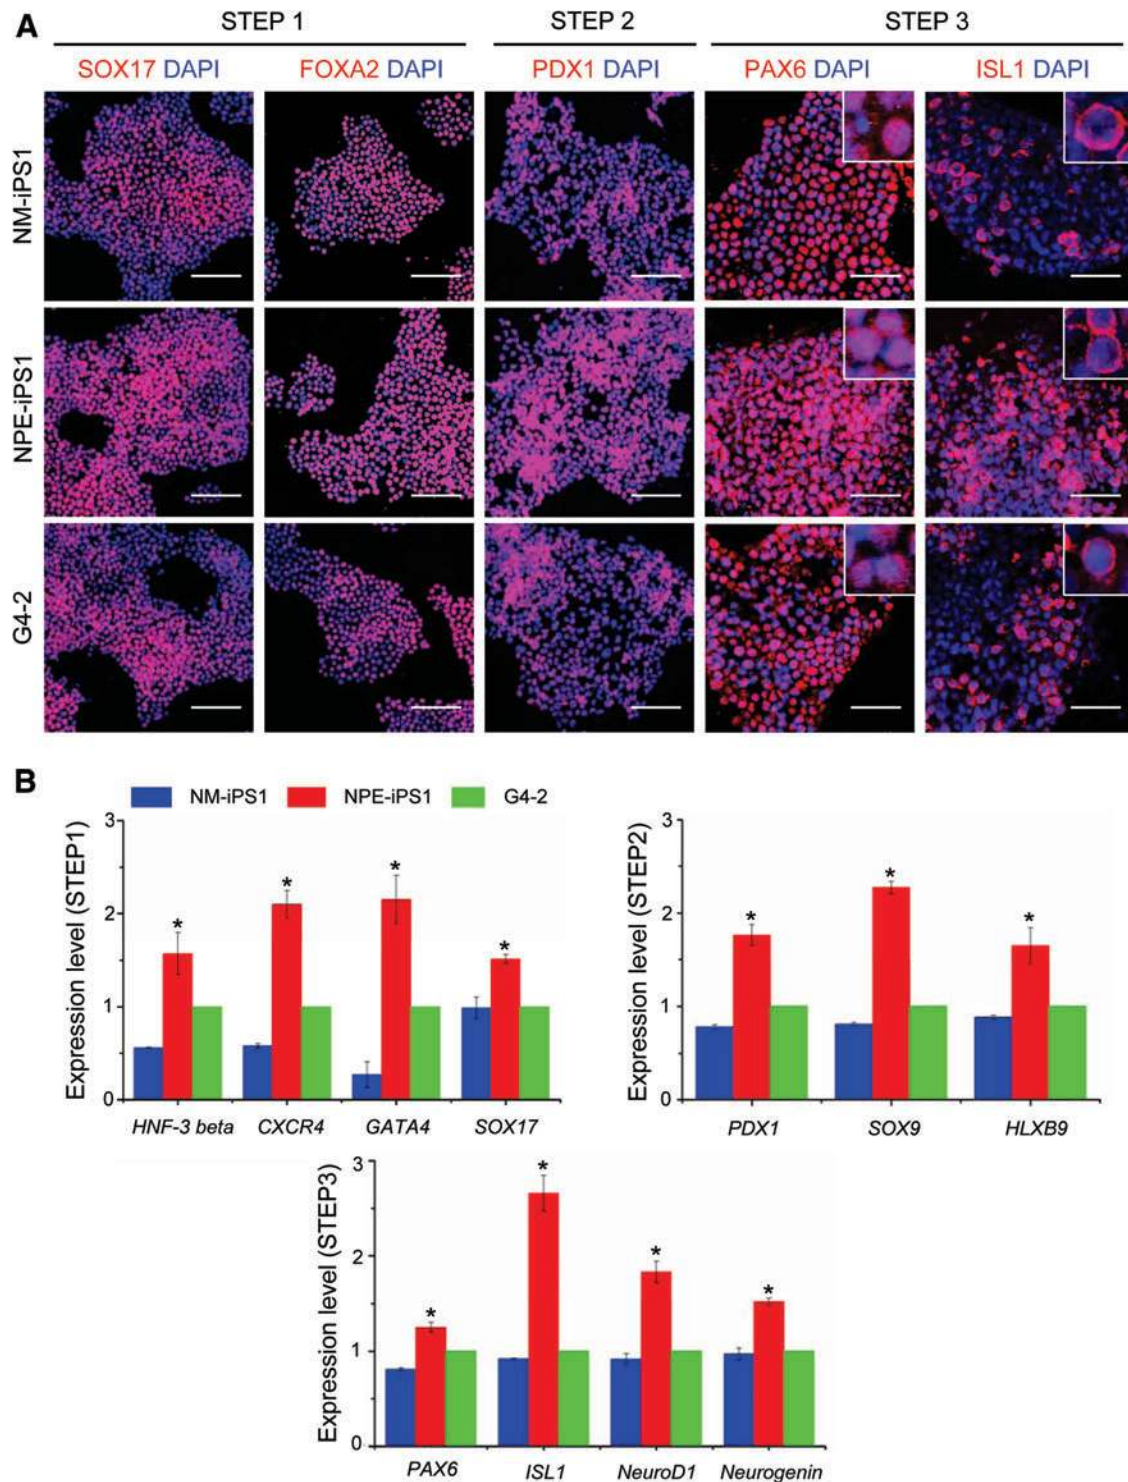 A
STEP 1 STEP 2 STEP 3
SOX17 DAPI FOXA2 DAPI PDX1 DAPI PAX6 DAPI ISL1 DAPI
NM-iPS1
NPE-iPS1
G4-2
B
NM-iPS1 NPE-iPS1 G4-2
Expression level (STEP1)
3
2
1
0
* * * *
HNF-3 beta CXCR4 GATA4 SOX17
Expression level (STEP2)
3
2
1
0
* * *
PDX1 SOX9 HLXB9
Expression level (STEP3)
3
2
1
0
* * * *
PAX6 ISL1 NeuroD1 Neurogenin